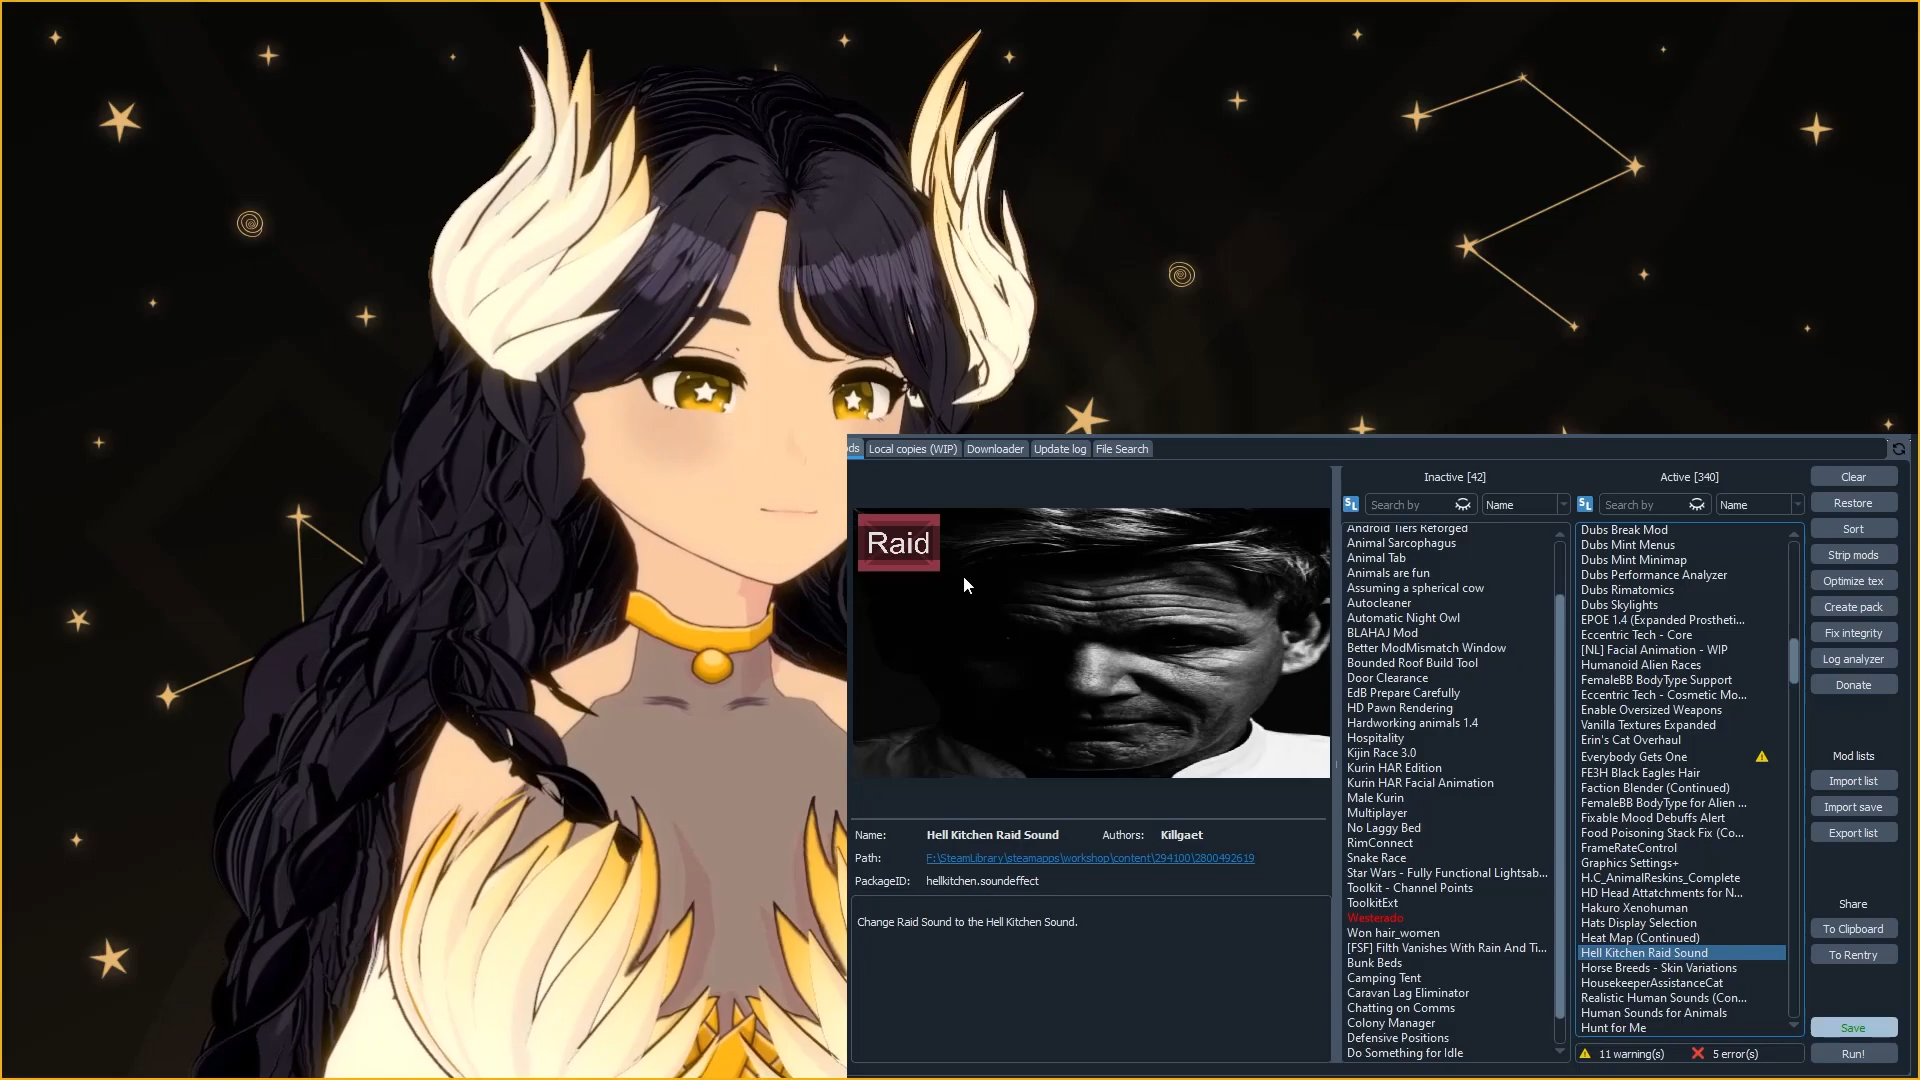 ds
Local copies (WIP)
Downloader
Update log
File Search
Raid
Name:
Hell Kitchen Raid Sound
Authors:
Killgaet
Path:
F:\SteamLibrary\steamapps\workshop\content\294100\2800492619
PackageID:
hellkitchen.soundeffect
Change Raid Sound to the Hell Kitchen Sound.
Inactive [42]
SL
Search by
Name
Android Tiers Reforged
Animal Sarcophagus
Animal Tab
Animals are fun
Assuming a spherical cow
Autocleaner
Automatic Night Owl
BLAHAJ Mod
Better ModMismatch Window
Bounded Roof Build Tool
Door Clearance
EdB Prepare Carefully
HD Pawn Rendering
Hardworking animals 1.4
Hospitality
Kijin Race 3.0
Kurin HAR Edition
Kurin HAR Facial Animation
Male Kurin
Multiplayer
No Laggy Bed
RimConnect
Snake Race
Star Wars - Fully Functional Lightsab...
Toolkit - Channel Points
ToolkitExt
Westerado
Won hair_women
[FSF] Filth Vanishes With Rain And Ti...
Bunk Beds
Camping Tent
Caravan Lag Eliminator
Chatting on Comms
Colony Manager
Defensive Positions
Do Something for Idle
Active [340]
SL
Search by
Name
Dubs Break Mod
Dubs Mint Menus
Dubs Mint Minimap
Dubs Performance Analyzer
Dubs Rimatomics
Dubs Skylights
EPOE 1.4 (Expanded Prostheti...
Eccentric Tech - Core
[NL] Facial Animation - WIP
Humanoid Alien Races
FemaleBB BodyType Support
Eccentric Tech - Cosmetic Mo...
Enable Oversized Weapons
Vanilla Textures Expanded
Erin's Cat Overhaul
Everybody Gets One
FE3H Black Eagles Hair
Faction Blender (Continued)
FemaleBB BodyType for Alien ...
Fixable Mood Debuffs Alert
Food Poisoning Stack Fix (Co...
FrameRateControl
Graphics Settings+
H.C_AnimalReskins_Complete
HD Head Attatchments for N...
Hakuro Xenohuman
Hats Display Selection
Heat Map (Continued)
Hell Kitchen Raid Sound
Horse Breeds - Skin Variations
HousekeeperAssistanceCat
Realistic Human Sounds (Con...
Human Sounds for Animals
Hunt for Me
11 warning(s)
5 error(s)
Clear
Restore
Sort
Strip mods
Optimize tex
Create pack
Fix integrity
Log analyzer
Donate
Mod lists
Import list
Import save
Export list
Share
To Clipboard
To Rentry
Save
Run!